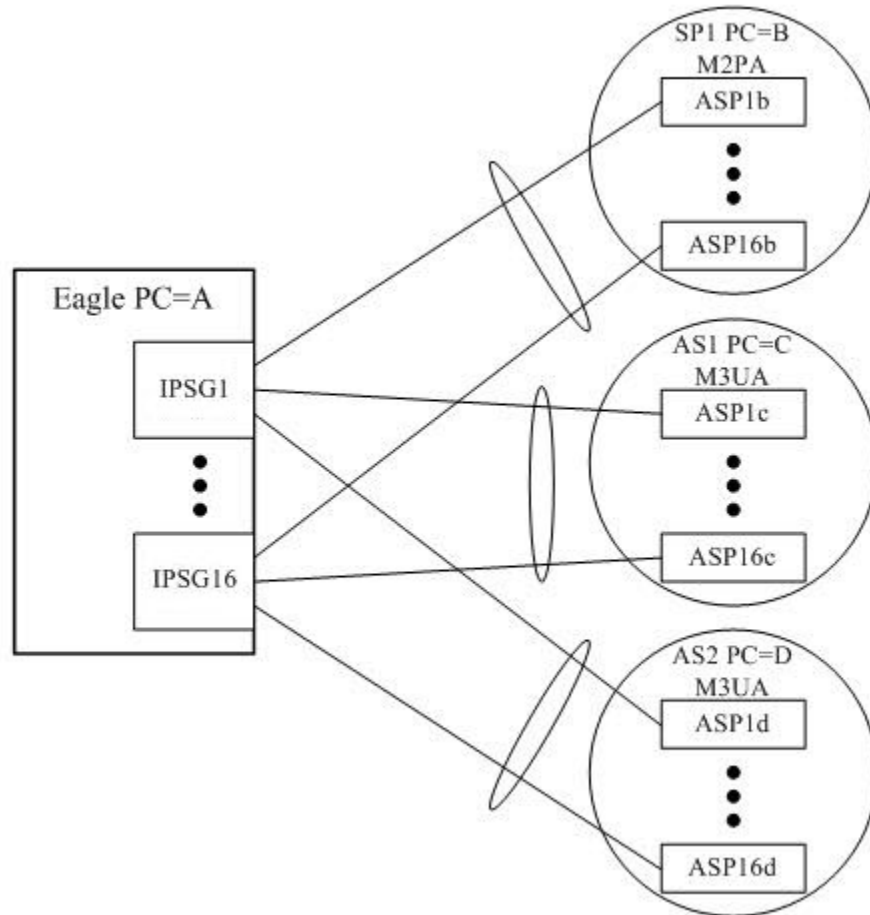 SP1 PC=B
M2PA
ASP1b
ASP16b
Eagle PC=A
IPSG1
IPSG16
AS1 PC=C
M3UA
ASP1c
ASP16c
AS2 PC=D
M3UA
ASP1d
ASP16d